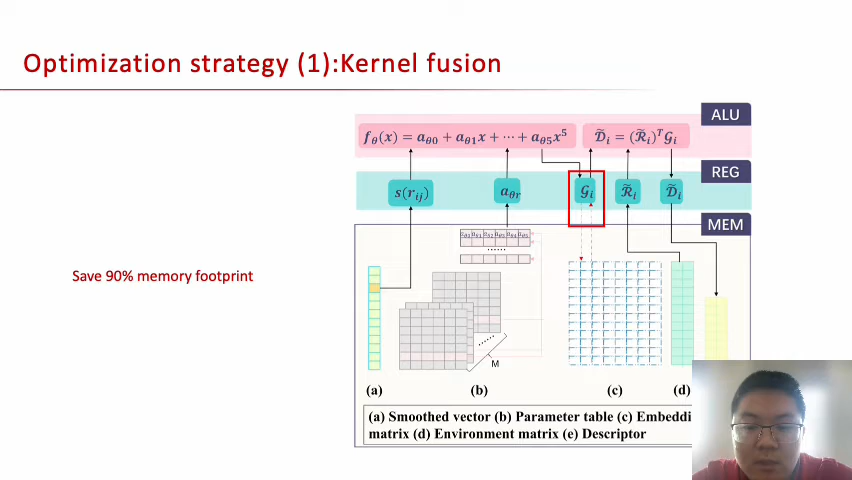 Optimization strategy (1):Kernel fusion
ALU
f_θ(x) = a_θ0 + a_θ1x + ⋯ + a_θ5x^5
D̃_i = (R̃_i)^T G_i
REG
s(r_ij)
a_θr
G_i
R̃_i
D̃_i
MEM
......
Save 90% memory footprint
......
M
(a) (b) (c) (d)
(a) Smoothed vector (b) Parameter table (c) Embeddi
matrix (d) Environment matrix (e) Descriptor